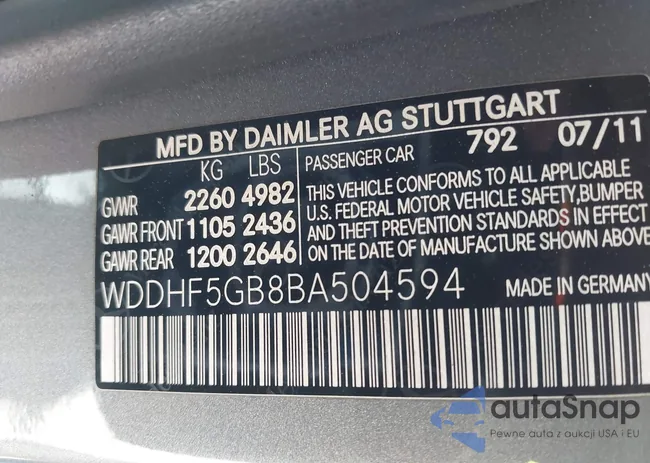 MFD BY DAIMLER AG STUTTGART
KG LBS PASSENGER CAR 792 07/11
GVWR 2260 4982
GAWR FRONT 1105 2436
GAWR REAR 1200 2646
THIS VEHICLE CONFORMS TO ALL APPLICABLE
U.S. FEDERAL MOTOR VEHICLE SAFETY, BUMPER
AND THEFT PREVENTION STANDARDS IN EFFECT
ON THE DATE OF MANUFACTURE SHOWN ABOVE
WDDHF5GB8BA504594 MADE IN GERMANY
autaSnap
Pewne auta z aukcji USA i EU